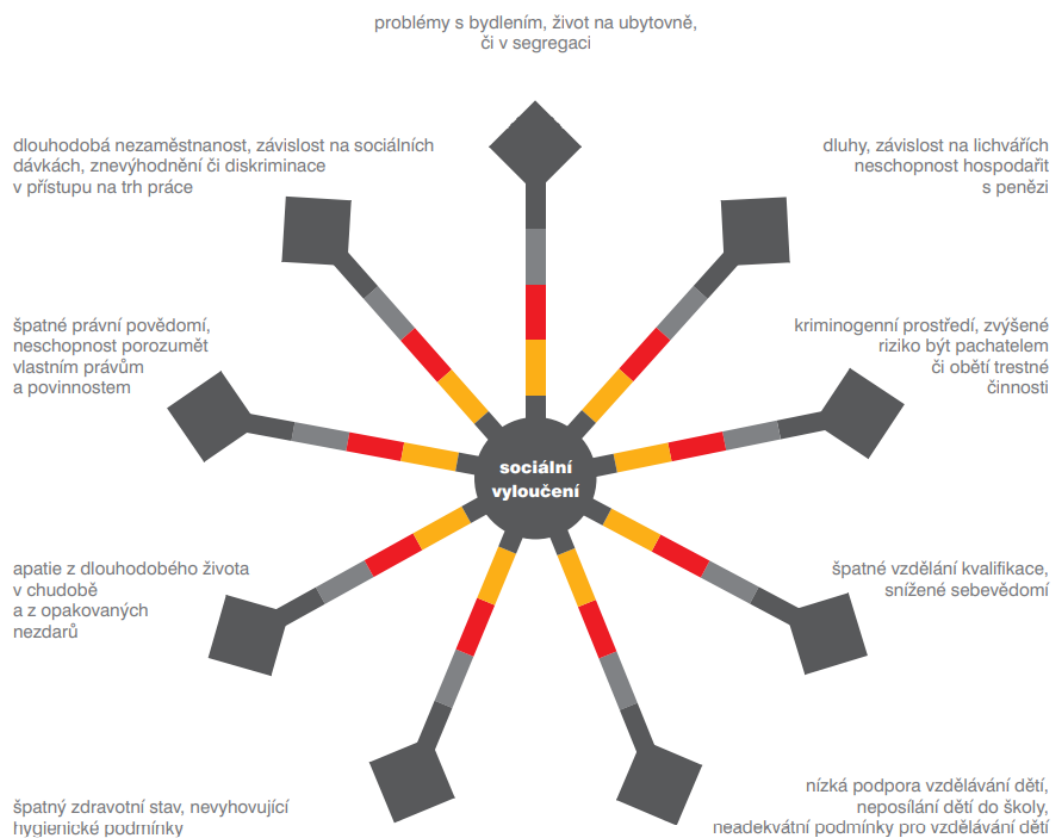 problémy s bydlením, život na ubytovně,
či v segregaci
dlouhodobá nezaměstnanost, závislost na sociálních
dávkách, znevýhodnění či diskriminace
v přístupu na trh práce
dluhy, závislost na lichvářích
neschopnost hospodařit
s penězi
špatné právní povědomí,
neschopnost porozumět
vlastním právům
a povinnostem
kriminogenní prostředí, zvýšené
riziko být pachatelem
či obětí trestné
činnosti
sociální
vyloučení
apatie z dlouhodobého života
v chudobě
a z opakovaných
nezdarů
špatné vzdělání kvalifikace,
snížené sebevědomí
špatný zdravotní stav, nevyhovující
hygienické podmínky
nízká podpora vzdělávání dětí,
neposílání dětí do školy,
neadekvátní podmínky pro vzdělávání dětí